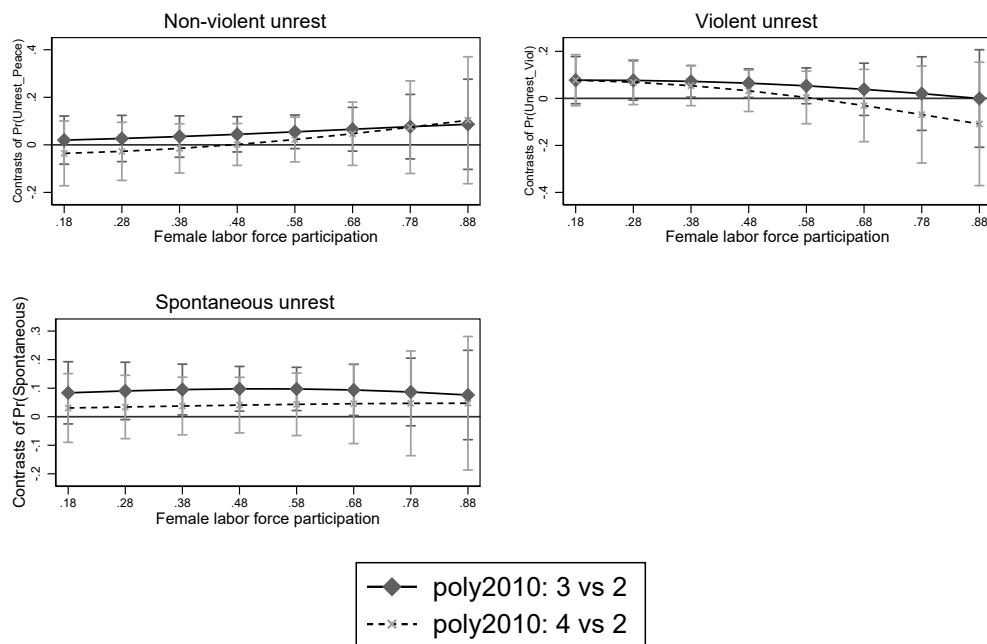 Non-violent unrest
Contrasts of Pr(Unrest_Peace)
.4
.2
0
-.2
.18 .28 .38 .48 .58 .68 .78 .88
Female labor force participation
Violent unrest
Contrasts of Pr(Unrest_Viol)
.2
0
-.2
-.4
.18 .28 .38 .48 .58 .68 .78 .88
Female labor force participation
Spontaneous unrest
Contrasts of Pr(Spontaneous)
.3
.2
.1
0
-.1
-.2
.18 .28 .38 .48 .58 .68 .78 .88
Female labor force participation
poly2010: 3 vs 2
poly2010: 4 vs 2